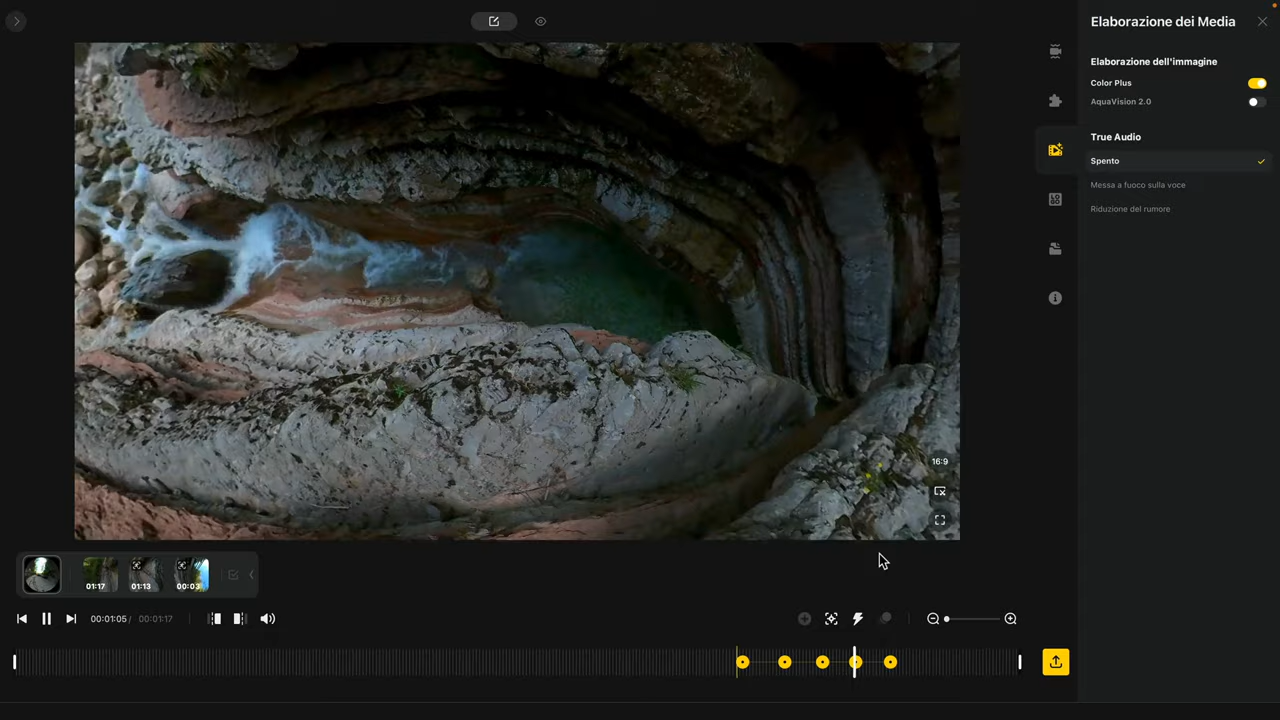 Elaborazione dei Media
Elaborazione dell'immagine
Color Plus
AquaVision 2.0
True Audio
Spento
Messa a fuoco sulla voce
Riduzione del rumore
16:9
01:17
01:13
00:03
00:01:05 / 00:01:17